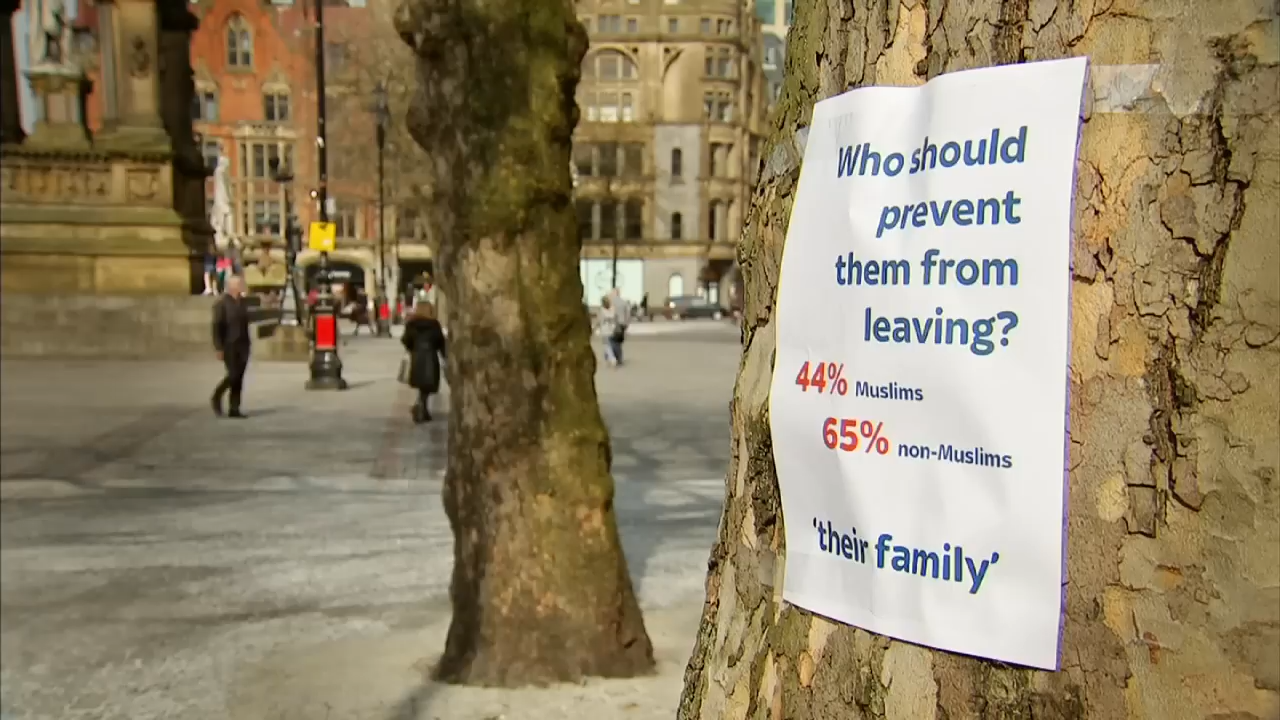 Who should
prevent
them from
leaving?
44% Muslims
65% non-Muslims
'their family'